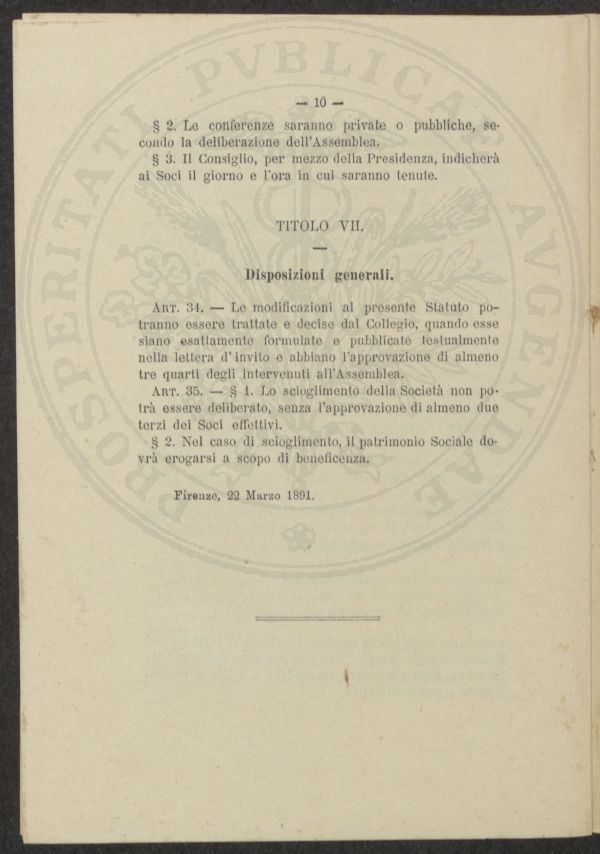 — 10 —
§ 2. Le conferenze saranno private o pubbliche, se-
condo la deliberazione dell'Assemblea.
§ 3. Il Consiglio, per mezzo della Presidenza, indicherà
ai Soci il giorno e l'ora in cui saranno tenute.
TITOLO VII.
Disposizioni generali.
ART. 34. — Le modificazioni al presente Statuto po-
tranno essere trattate e decise dal Collegio, quando esse
siano esattamente formulate e pubblicate testualmente
nella lettera d'invito e abbiano l'approvazione di almeno
tre quarti degli intervenuti all'Assemblea.
ART. 35. — § 1. Lo scioglimento della Società non po-
trà essere deliberato, senza l'approvazione di almeno due
terzi dei Soci effettivi.
§ 2. Nel caso di scioglimento, il patrimonio Sociale do-
vrà erogarsi a scopo di beneficenza.
Firenze, 22 Marzo 1891.
PROSPERITATI PVBLICAE AVGENDAE